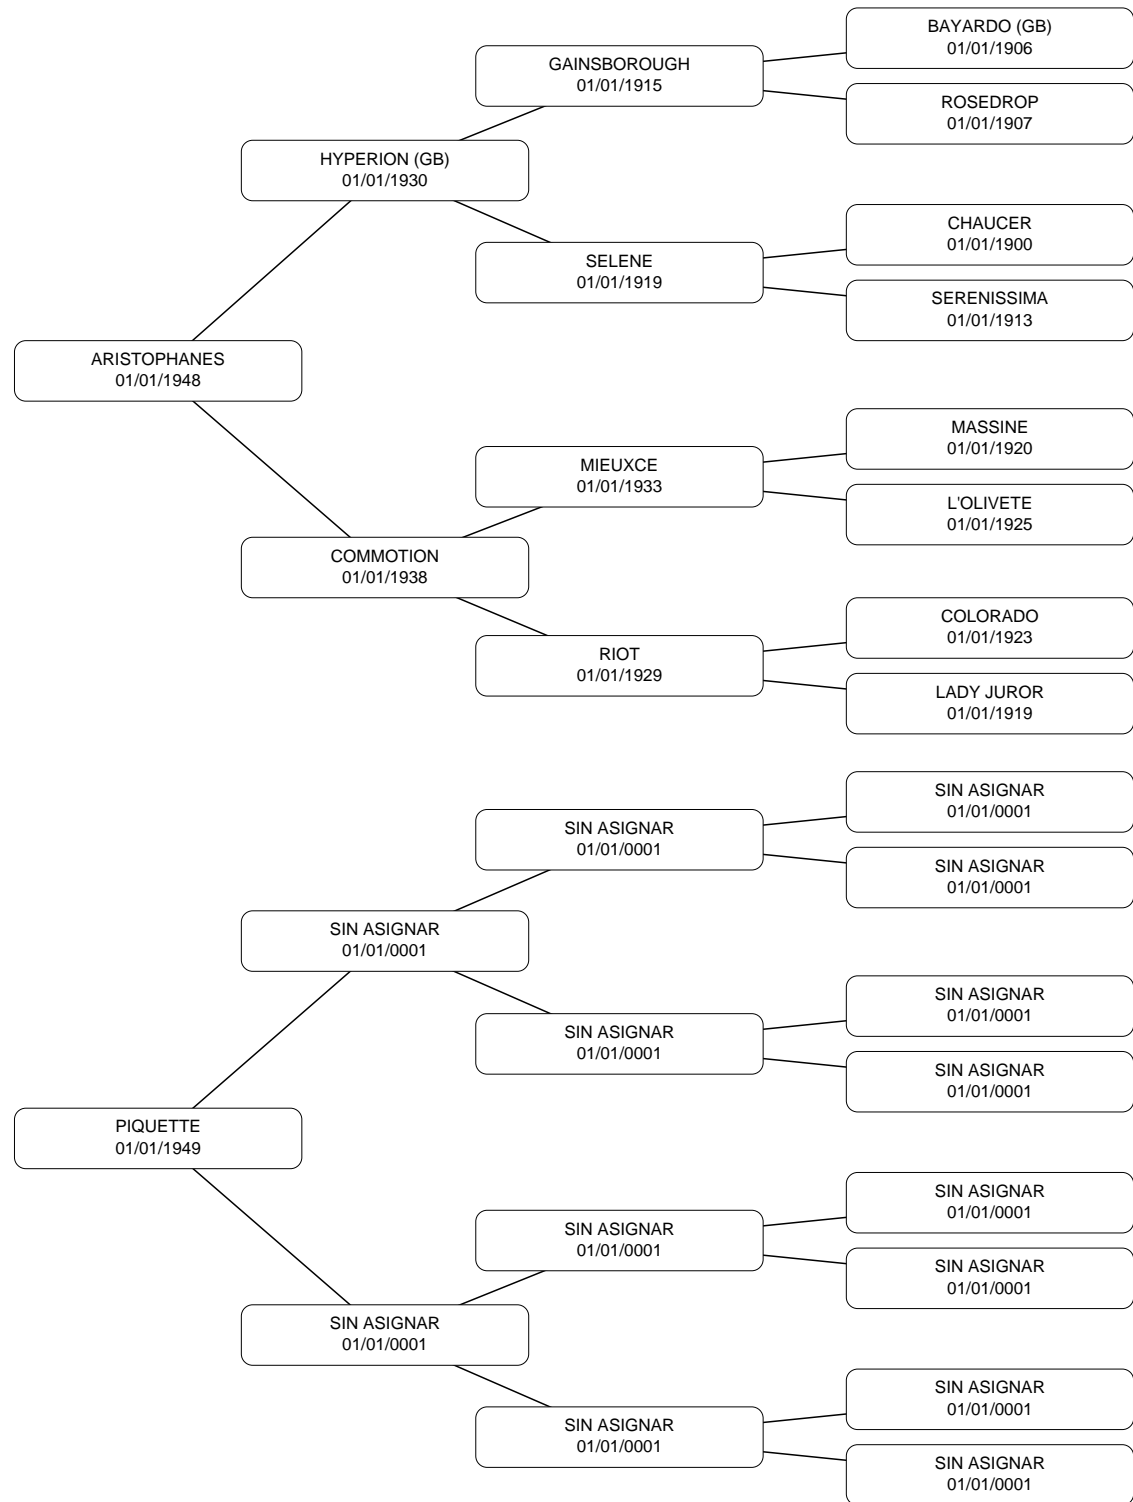 BAYARDO (GB)
01/01/1906
GAINSBOROUGH
01/01/1915
ROSEDROP
01/01/1907
HYPERION (GB)
01/01/1930
CHAUCER
01/01/1900
SELENE
01/01/1919
SERENISSIMA
01/01/1913
ARISTOPHANES
01/01/1948
MASSINE
01/01/1920
MIEUXCE
01/01/1933
L'OLIVETE
01/01/1925
COMMOTION
01/01/1938
COLORADO
01/01/1923
RIOT
01/01/1929
LADY JUROR
01/01/1919
SIN ASIGNAR
01/01/0001
SIN ASIGNAR
01/01/0001
SIN ASIGNAR
01/01/0001
SIN ASIGNAR
01/01/0001
SIN ASIGNAR
01/01/0001
SIN ASIGNAR
01/01/0001
SIN ASIGNAR
01/01/0001
PIQUETTE
01/01/1949
SIN ASIGNAR
01/01/0001
SIN ASIGNAR
01/01/0001
SIN ASIGNAR
01/01/0001
SIN ASIGNAR
01/01/0001
SIN ASIGNAR
01/01/0001
SIN ASIGNAR
01/01/0001
SIN ASIGNAR
01/01/0001